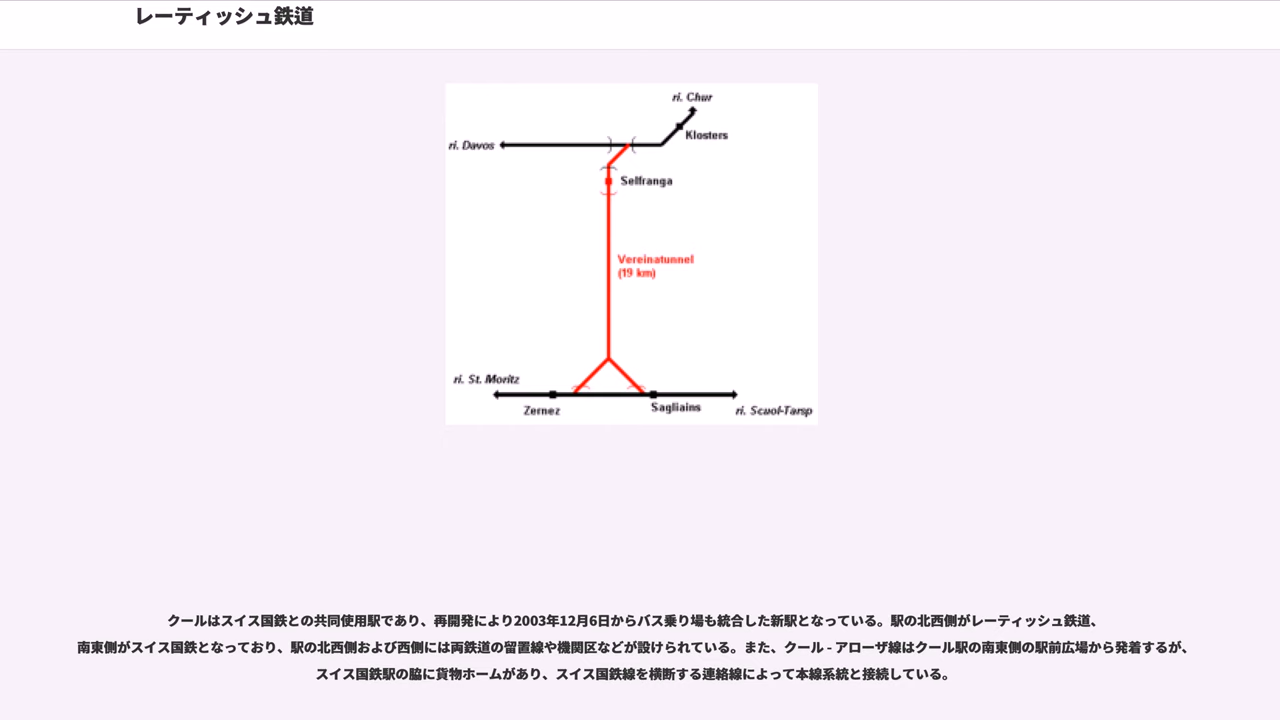 レーティッシュ鉄道
ri. Chur
Klosters
ri. Davos
Selfranga
Vereinatunnel
(19 km)
ri. St. Moritz
Zernez
Sagliains
ri. Scuol-Tarsp
クールはスイス国鉄との共同使用駅であり、再開発により2003年12月6日からバス乗り場も統合した新駅となっている。駅の北西側がレーティッシュ鉄道、
南東側がスイス国鉄となっており、駅の北西側および西側には両鉄道の留置線や機関区などが設けられている。また、クール - アローザ線はクール駅の南東側の駅前広場から発着するが、
スイス国鉄駅の脇に貨物ホームがあり、スイス国鉄線を横断する連絡線によって本線系統と接続している。